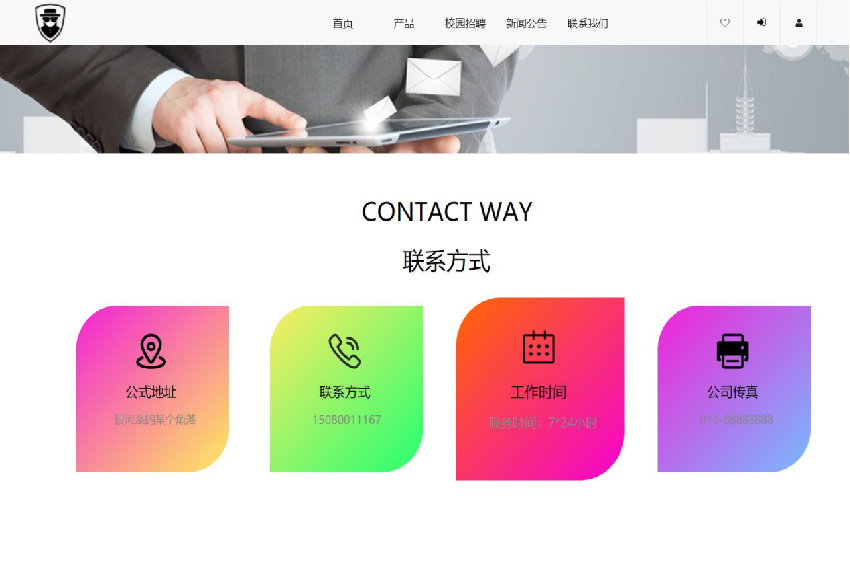 首页 产品 校园招聘 新闻公告 联系我们
CONTACT WAY
联系方式
公式地址
银河系的某个角落
联系方式
15080011167
工作时间
服务时间：7*24小时
公司传真
010-88888888